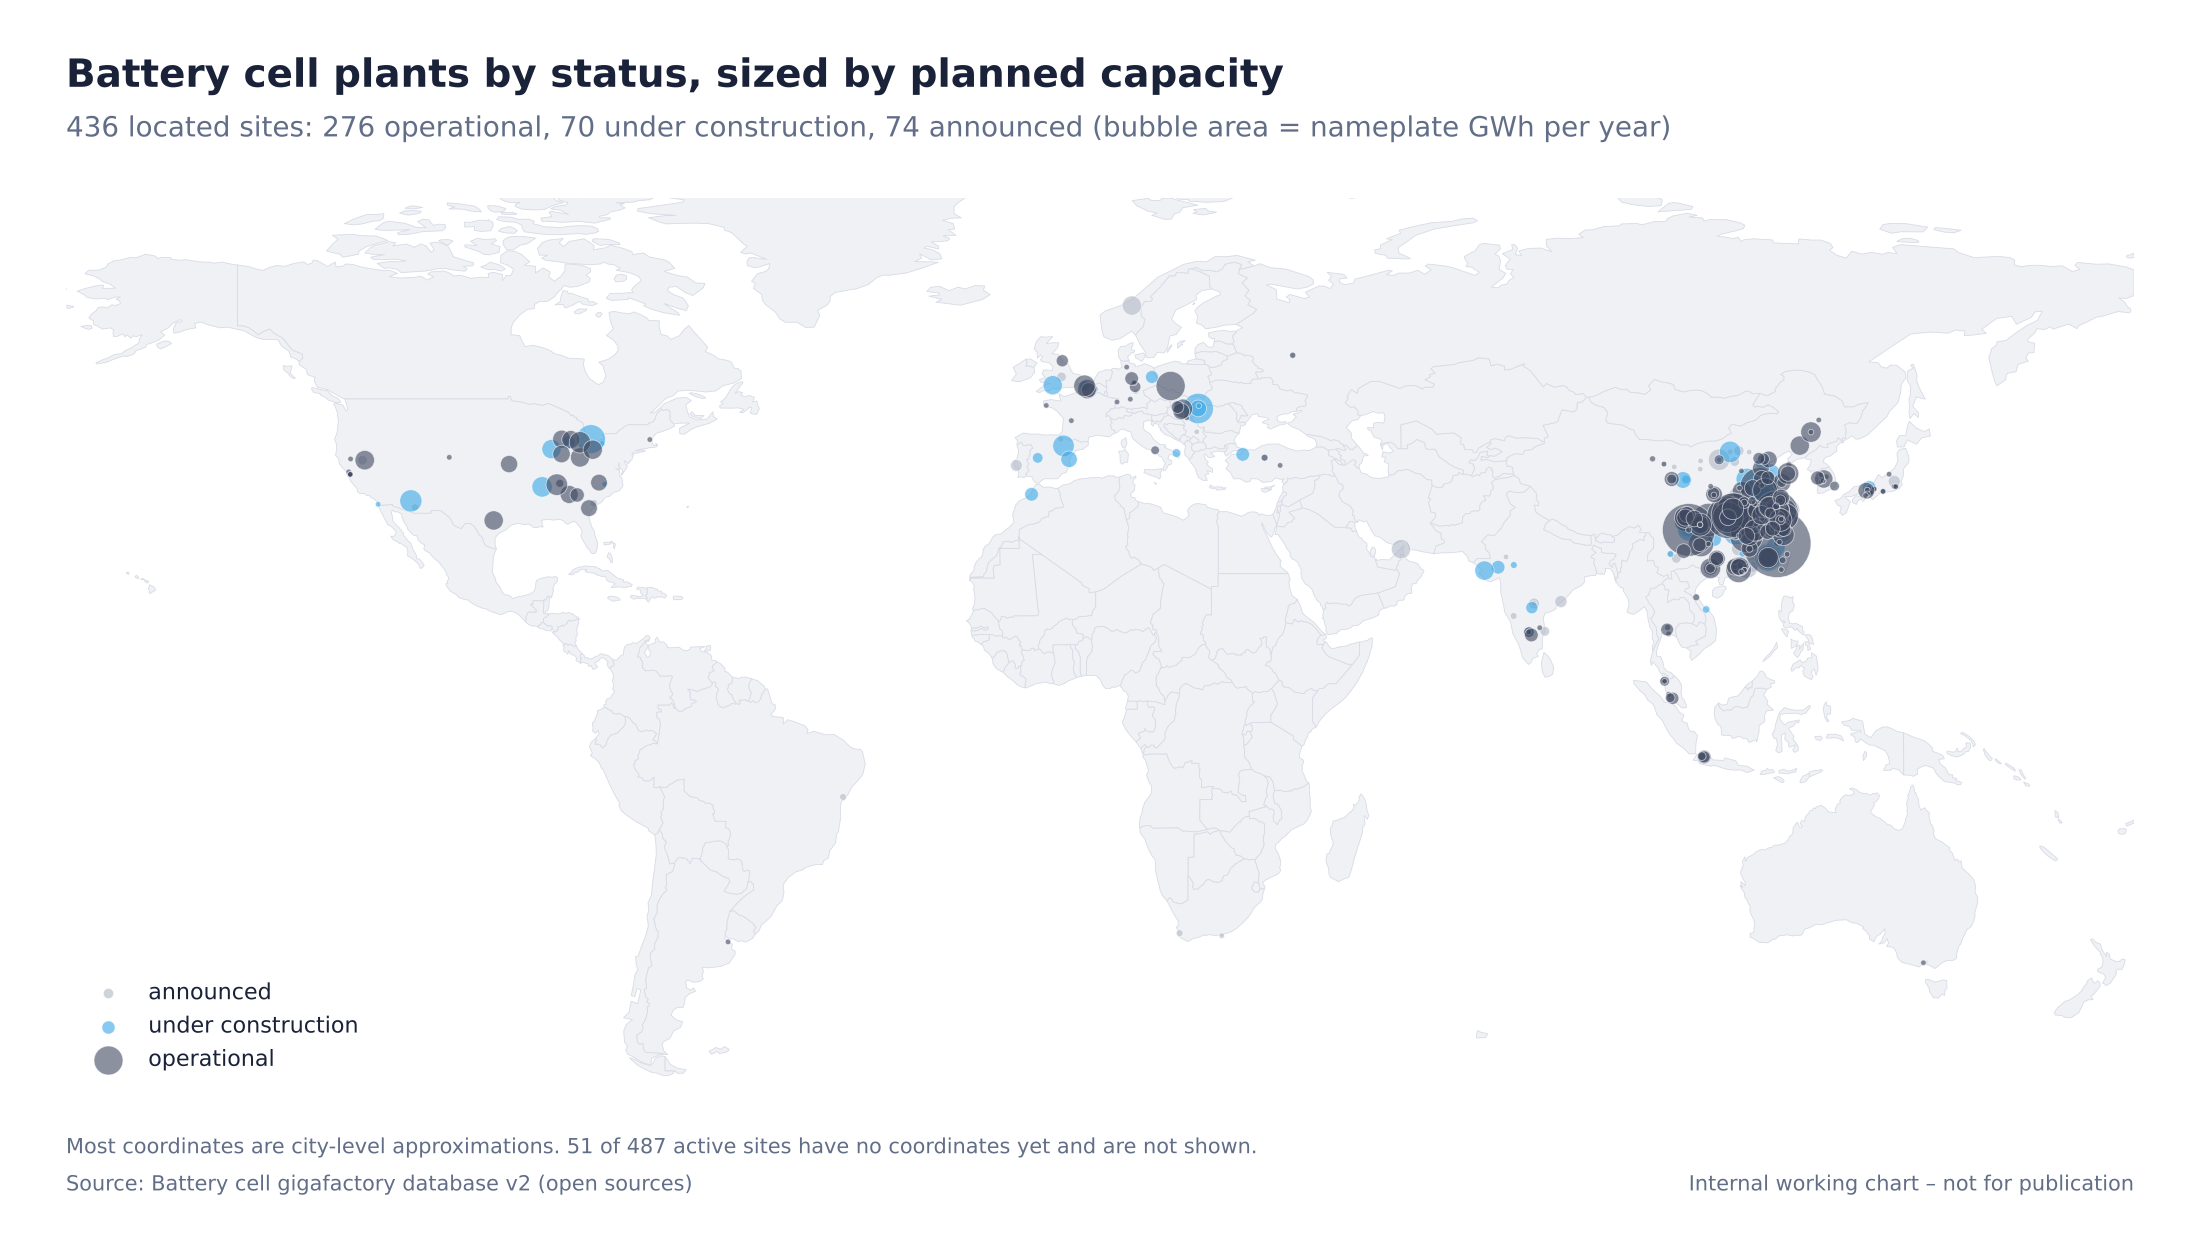 Battery cell plants by status, sized by planned capacity
436 located sites: 276 operational, 70 under construction, 74 announced (bubble area = nameplate GWh per year)
announced
under construction
operational
Most coordinates are city-level approximations. 51 of 487 active sites have no coordinates yet and are not shown.
Source: Battery cell gigafactory database v2 (open sources)
Internal working chart – not for publication